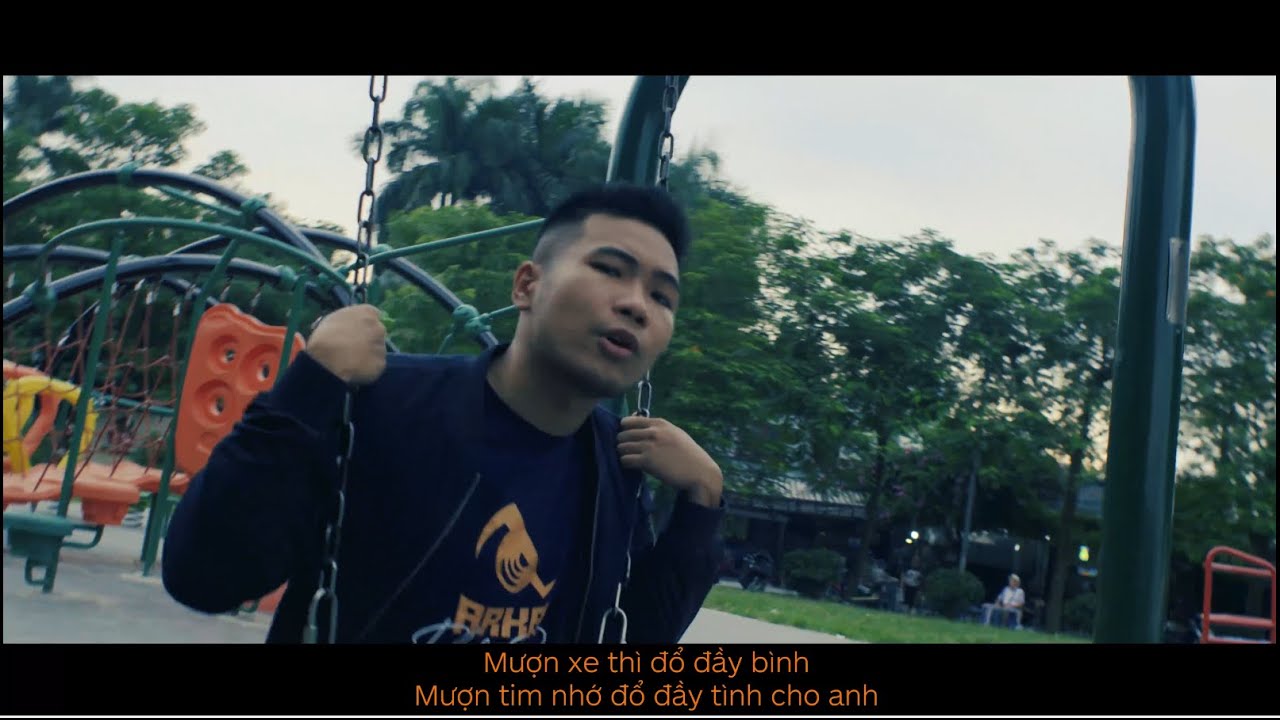 Mượn xe thì đổ đầy bình
Mượn tim nhớ đổ đầy tình cho anh